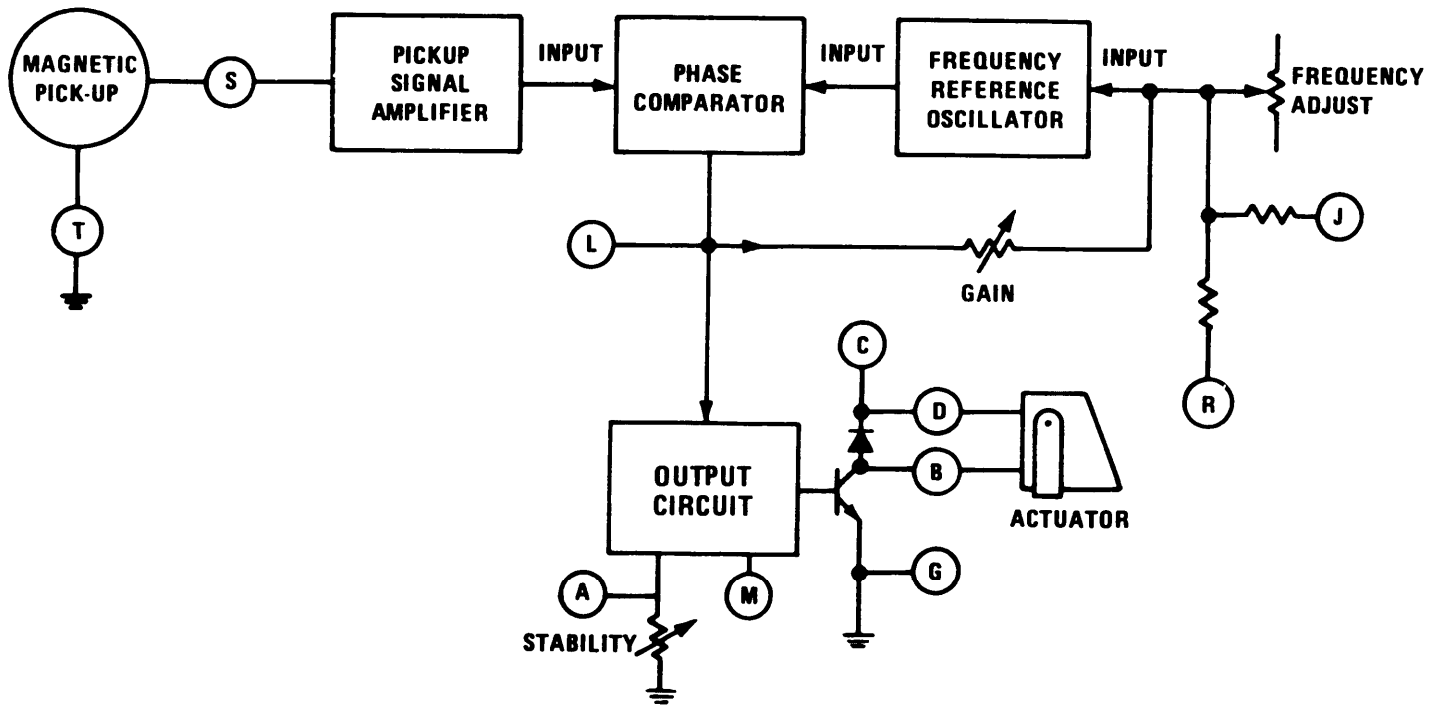 MAGNETIC
PICK-UP
S
T
PICKUP
SIGNAL
AMPLIFIER
INPUT
PHASE
COMPARATOR
INPUT
FREQUENCY
REFERENCE
OSCILLATOR
INPUT
FREQUENCY
ADJUST
J
L
GAIN
R
C
D
B
ACTUATOR
OUTPUT
CIRCUIT
G
A
M
STABILITY